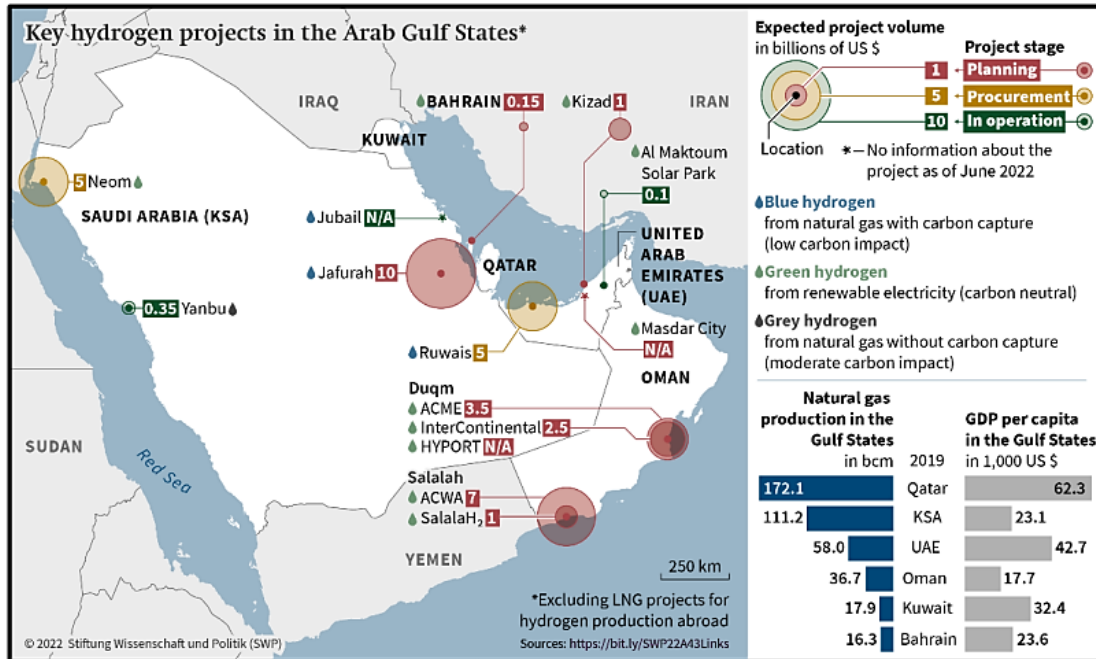 Key hydrogen projects in the Arab Gulf States*
IRAQ
BAHRAIN 0.15
Kizad 1
IRAN
KUWAIT
Al Maktoum
Solar Park
0.1
5 Neom
SAUDI ARABIA (KSA)
Jubail N/A
UNITED
ARAB
EMIRATES
(UAE)
QATAR
Jafurah 10
0.35 Yanbu
Masdar City
N/A
Ruwais 5
OMAN
Duqm
ACME 3.5
InterContinental 2.5
HYPORT N/A
SUDAN
Red Sea
Salalah
ACWA 7
SalalaH₂ 1
YEMEN
250 km
*Excluding LNG projects for
hydrogen production abroad
© 2022 Stiftung Wissenschaft und Politik (SWP)
Sources: https://bit.ly/SWP22A43Links
Expected project volume
in billions of US $
Project stage
1 Planning
5 Procurement
10 In operation
Location
* — No information about the
project as of June 2022
Blue hydrogen
from natural gas with carbon capture
(low carbon impact)
Green hydrogen
from renewable electricity (carbon neutral)
Grey hydrogen
from natural gas without carbon capture
(moderate carbon impact)
Natural gas
production in the
Gulf States
in bcm
2019
GDP per capita
in the Gulf States
in 1,000 US $
172.1 Qatar 62.3
111.2 KSA 23.1
58.0 UAE 42.7
36.7 Oman 17.7
17.9 Kuwait 32.4
16.3 Bahrain 23.6